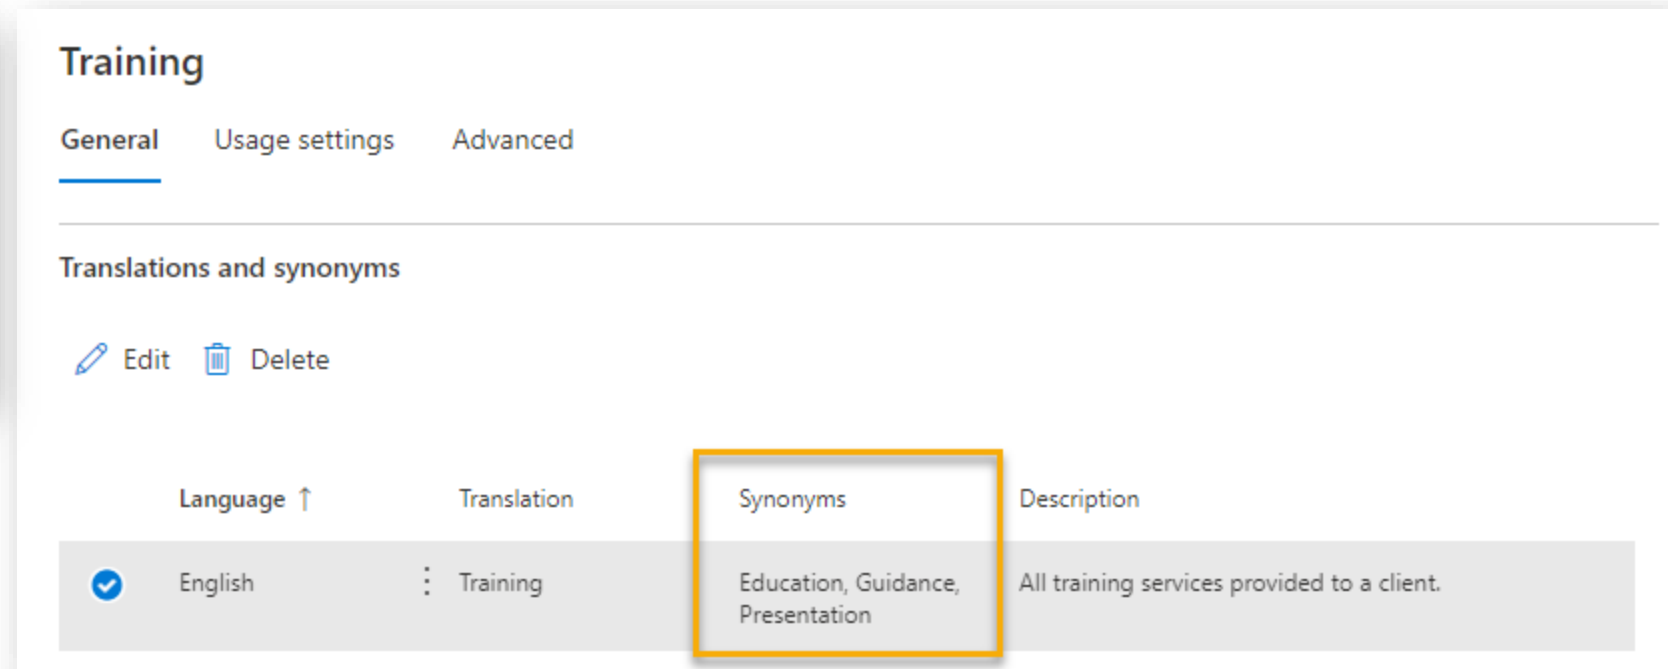 Training
General Usage settings Advanced
Translations and synonyms
Edit Delete
Language ↑ Translation Synonyms Description
English Training Education, Guidance, All training services provided to a client.
Presentation